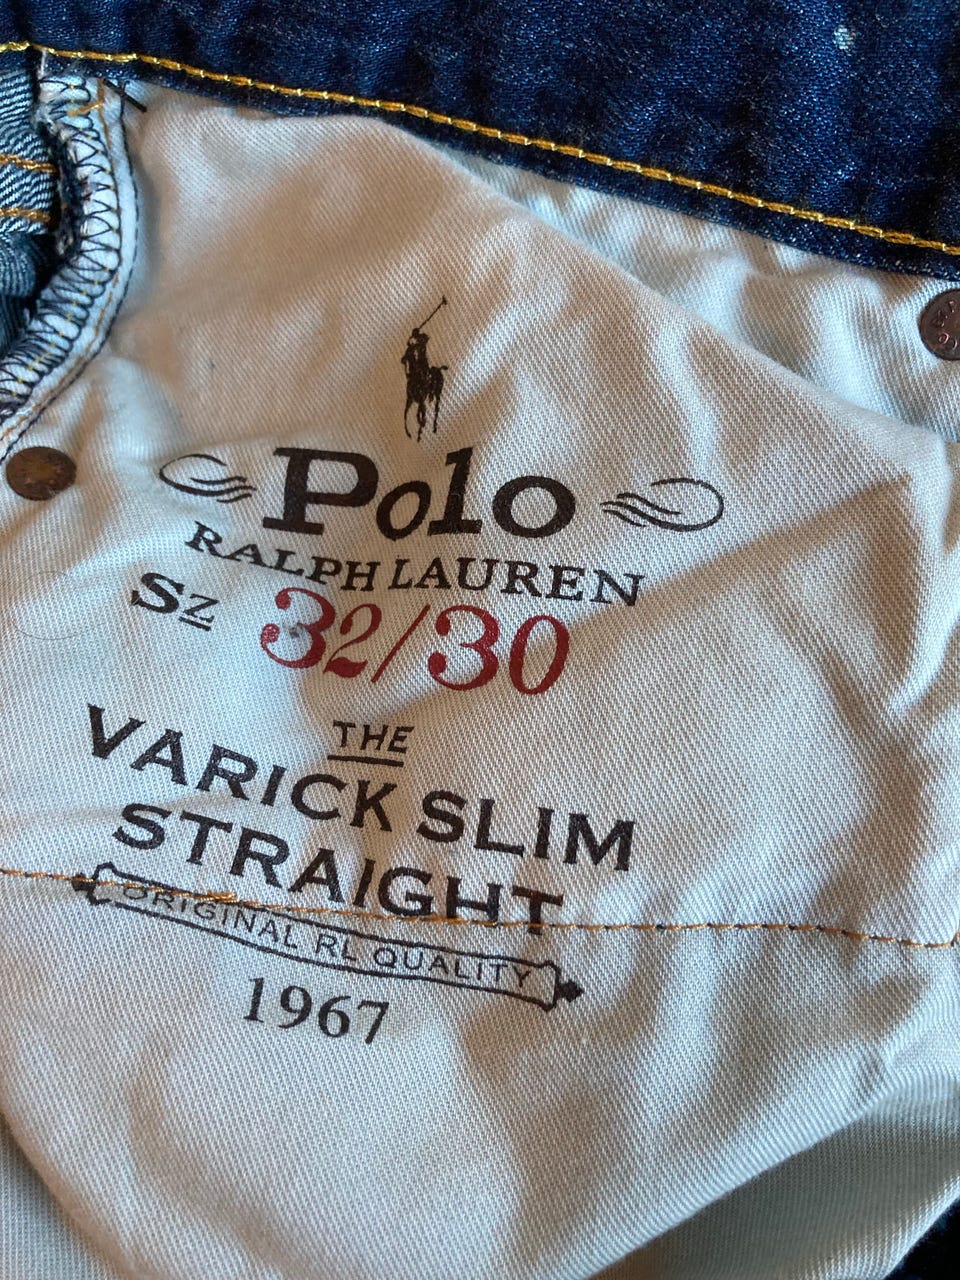 Polo
RALPH LAUREN
Sz 32/30
THE
VARICK SLIM
STRAIGHT
ORIGINAL RL QUALITY
1967